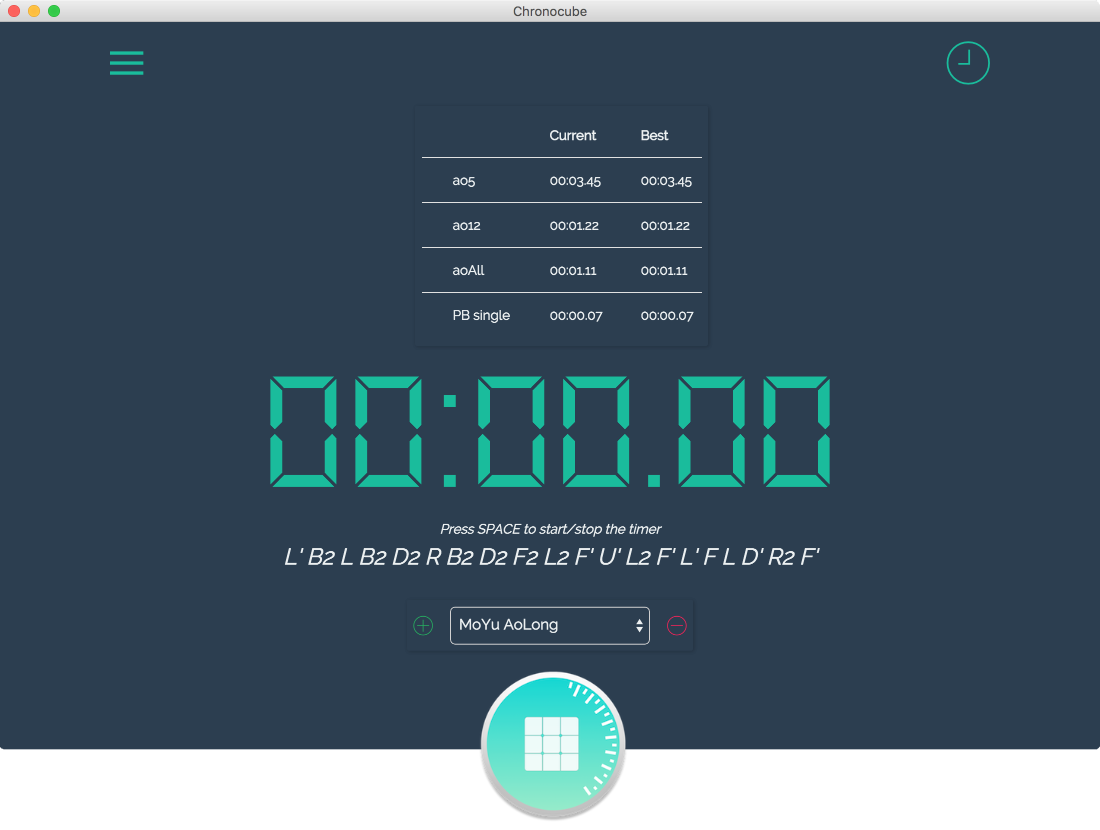 Chronocube
Current Best
ao5 00:03.45 00:03.45
ao12 00:01.22 00:01.22
aoAll 00:01.11 00:01.11
PB single 00:00.07 00:00.07
00:00.00
Press SPACE to start/stop the timer
L' B2 L B2 D2 R B2 D2 F2 L2 F' U' L2 F' L' F L D' R2 F'
MoYu AoLong